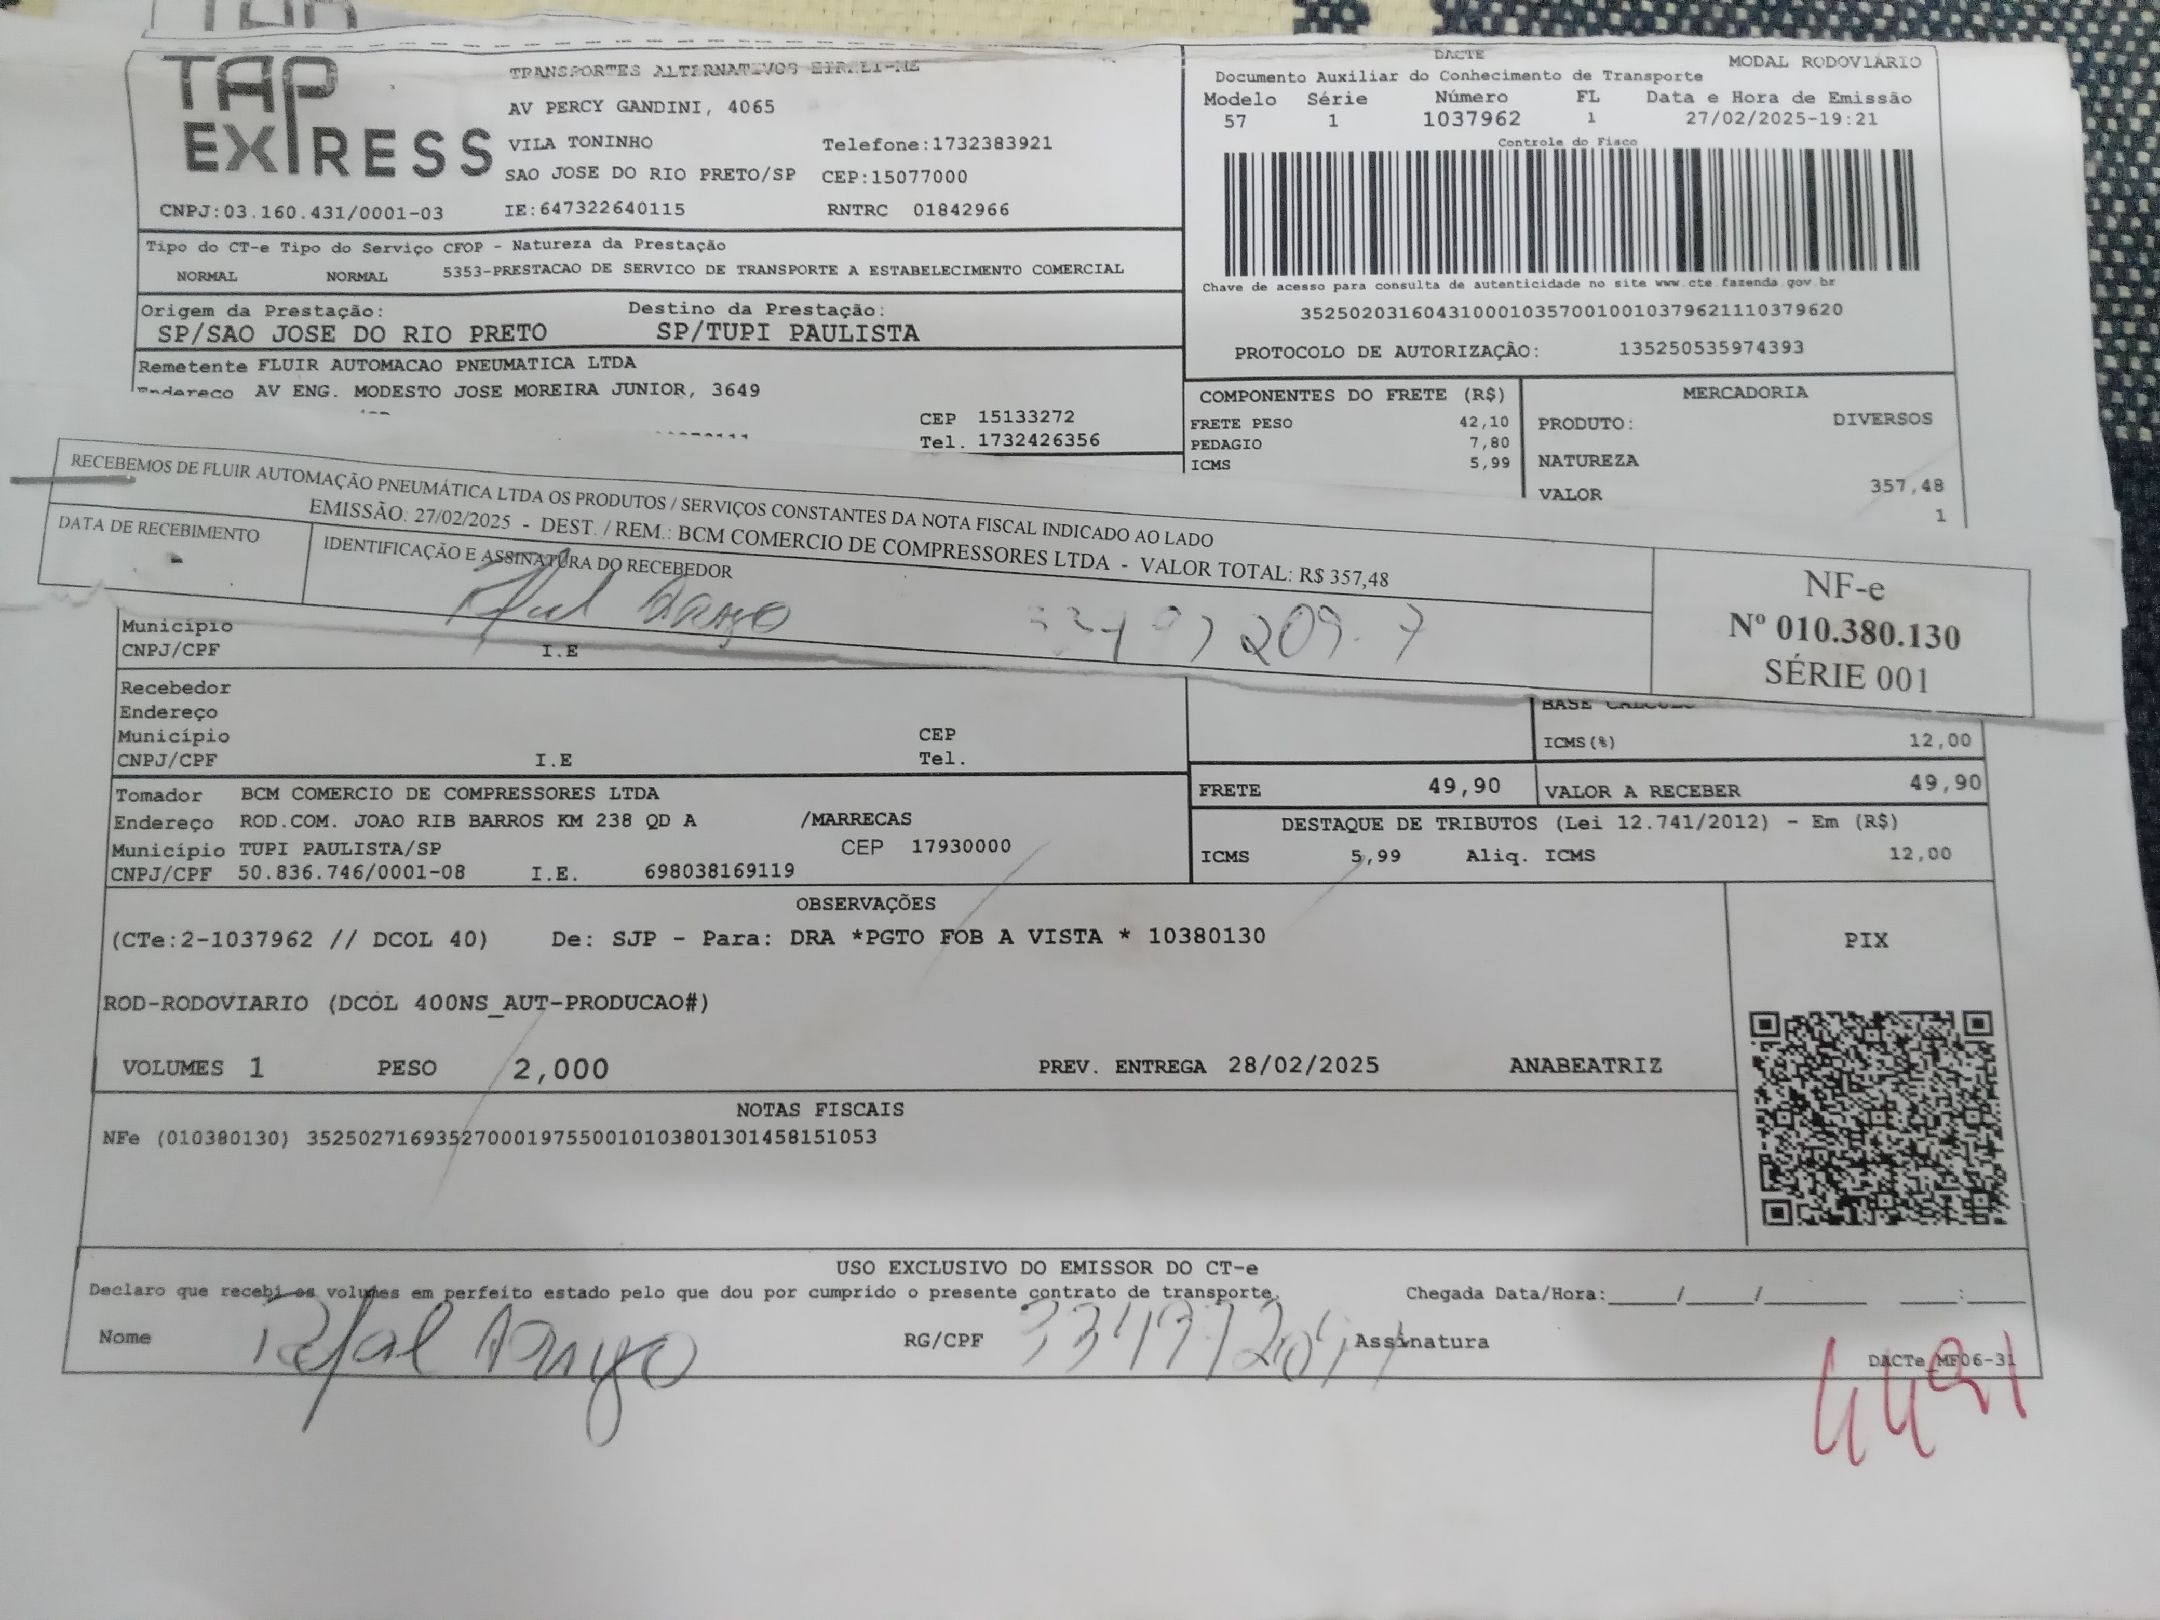 TAP EXPRESS
TRANSPORTES ALTERNATIVOS EIRELI-ME
AV PERCY GANDINI, 4065
VILA TONINHO Telefone:1732383921
SAO JOSE DO RIO PRETO/SP CEP:15077000
CNPJ:03.160.431/0001-03 IE:647322640115 RNTRC 01842966
DACTE MODAL RODOVIÁRIO
Documento Auxiliar do Conhecimento de Transporte
Modelo Série Número FL Data e Hora de Emissão
57 1 1037962 1 27/02/2025-19:21
Controle do Fisco
Chave de acesso para consulta de autenticidade no site www.cte.fazenda.gov.br
35250203160431000103570010010379621110379620
PROTOCOLO DE AUTORIZAÇÃO: 135250535974393
Tipo do CT-e Tipo do Serviço CFOP - Natureza da Prestação
NORMAL NORMAL 5353-PRESTACAO DE SERVICO DE TRANSPORTE A ESTABELECIMENTO COMERCIAL
Origem da Prestação: Destino da Prestação:
SP/SAO JOSE DO RIO PRETO SP/TUPI PAULISTA
Remetente FLUIR AUTOMACAO PNEUMATICA LTDA
Endereço AV ENG. MODESTO JOSE MOREIRA JUNIOR, 3649
CEP 15133272
Tel. 1732426356
COMPONENTES DO FRETE (R$)
FRETE PESO 42,10
PEDAGIO 7,80
ICMS 5,99
MERCADORIA
PRODUTO: DIVERSOS
NATUREZA
VALOR 357,48
1
RECEBEMOS DE FLUIR AUTOMAÇÃO PNEUMÁTICA LTDA OS PRODUTOS / SERVIÇOS CONSTANTES DA NOTA FISCAL INDICADO AO LADO
EMISSÃO: 27/02/2025 - DEST. / REM.: BCM COMERCIO DE COMPRESSORES LTDA - VALOR TOTAL: R$ 357,48
DATA DE RECEBIMENTO IDENTIFICAÇÃO E ASSINATURA DO RECEBEDOR
NF-e
Nº 010.380.130
SÉRIE 001
Município
CNPJ/CPF I.E
Recebedor
Endereço
Município CEP
CNPJ/CPF I.E Tel.
BASE CALCULO
ICMS(%) 12,00
FRETE 49,90 VALOR A RECEBER 49,90
Tomador BCM COMERCIO DE COMPRESSORES LTDA
Endereço ROD.COM. JOAO RIB BARROS KM 238 QD A /MARRECAS
Município TUPI PAULISTA/SP CEP 17930000
CNPJ/CPF 50.836.746/0001-08 I.E. 698038169119
DESTAQUE DE TRIBUTOS (Lei 12.741/2012) - Em (R$)
ICMS 5,99 Aliq. ICMS 12,00
OBSERVAÇÕES
(CTe:2-1037962 // DCOL 40) De: SJP - Para: DRA *PGTO FOB A VISTA * 10380130
ROD-RODOVIARIO (DCOL 400NS_AUT-PRODUCAO#)
VOLUMES 1 PESO 2,000 PREV. ENTREGA 28/02/2025 ANABEATRIZ
PIX
NOTAS FISCAIS
NFe (010380130) 35250271693527000197550010103801301458151053
USO EXCLUSIVO DO EMISSOR DO CT-e
Declaro que recebi os volumes em perfeito estado pelo que dou por cumprido o presente contrato de transporte. Chegada Data/Hora:_____/_____/_______ ____:____
Nome RG/CPF Assinatura
DACTe_MF06-31